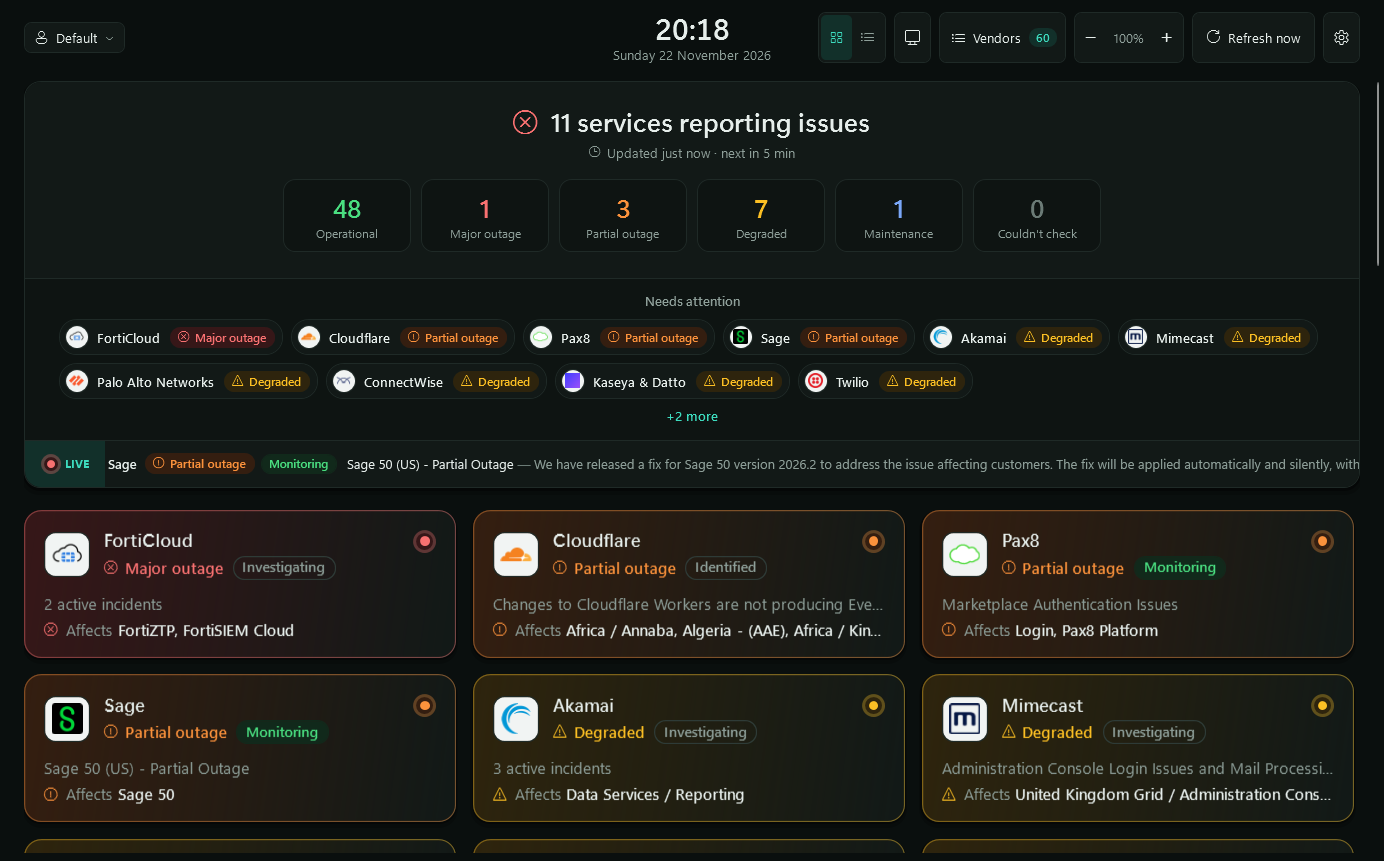 Default
20:18
Sunday 22 November 2026
Vendors 60
100%
Refresh now
11 services reporting issues
Updated just now · next in 5 min
48
Operational
1
Major outage
3
Partial outage
7
Degraded
1
Maintenance
0
Couldn't check
Needs attention
FortiCloud Major outage
Cloudflare Partial outage
Pax8 Partial outage
Sage Partial outage
Akamai Degraded
Mimecast Degraded
Palo Alto Networks Degraded
ConnectWise Degraded
Kaseya & Datto Degraded
Twilio Degraded
+2 more
LIVE Sage Partial outage Monitoring Sage 50 (US) - Partial Outage — We have released a fix for Sage 50 version 2026.2 to address the issue affecting customers. The fix will be applied automatically and silently, with
FortiCloud
Major outage Investigating
2 active incidents
Affects FortiZTP, FortiSIEM Cloud
Cloudflare
Partial outage Identified
Changes to Cloudflare Workers are not producing Eve...
Affects Africa / Annaba, Algeria - (AAE), Africa / Kin...
Pax8
Partial outage Monitoring
Marketplace Authentication Issues
Affects Login, Pax8 Platform
Sage
Partial outage Monitoring
Sage 50 (US) - Partial Outage
Affects Sage 50
Akamai
Degraded Investigating
3 active incidents
Affects Data Services / Reporting
Mimecast
Degraded Investigating
Administration Console Login Issues and Mail Processi...
Affects United Kingdom Grid / Administration Cons...